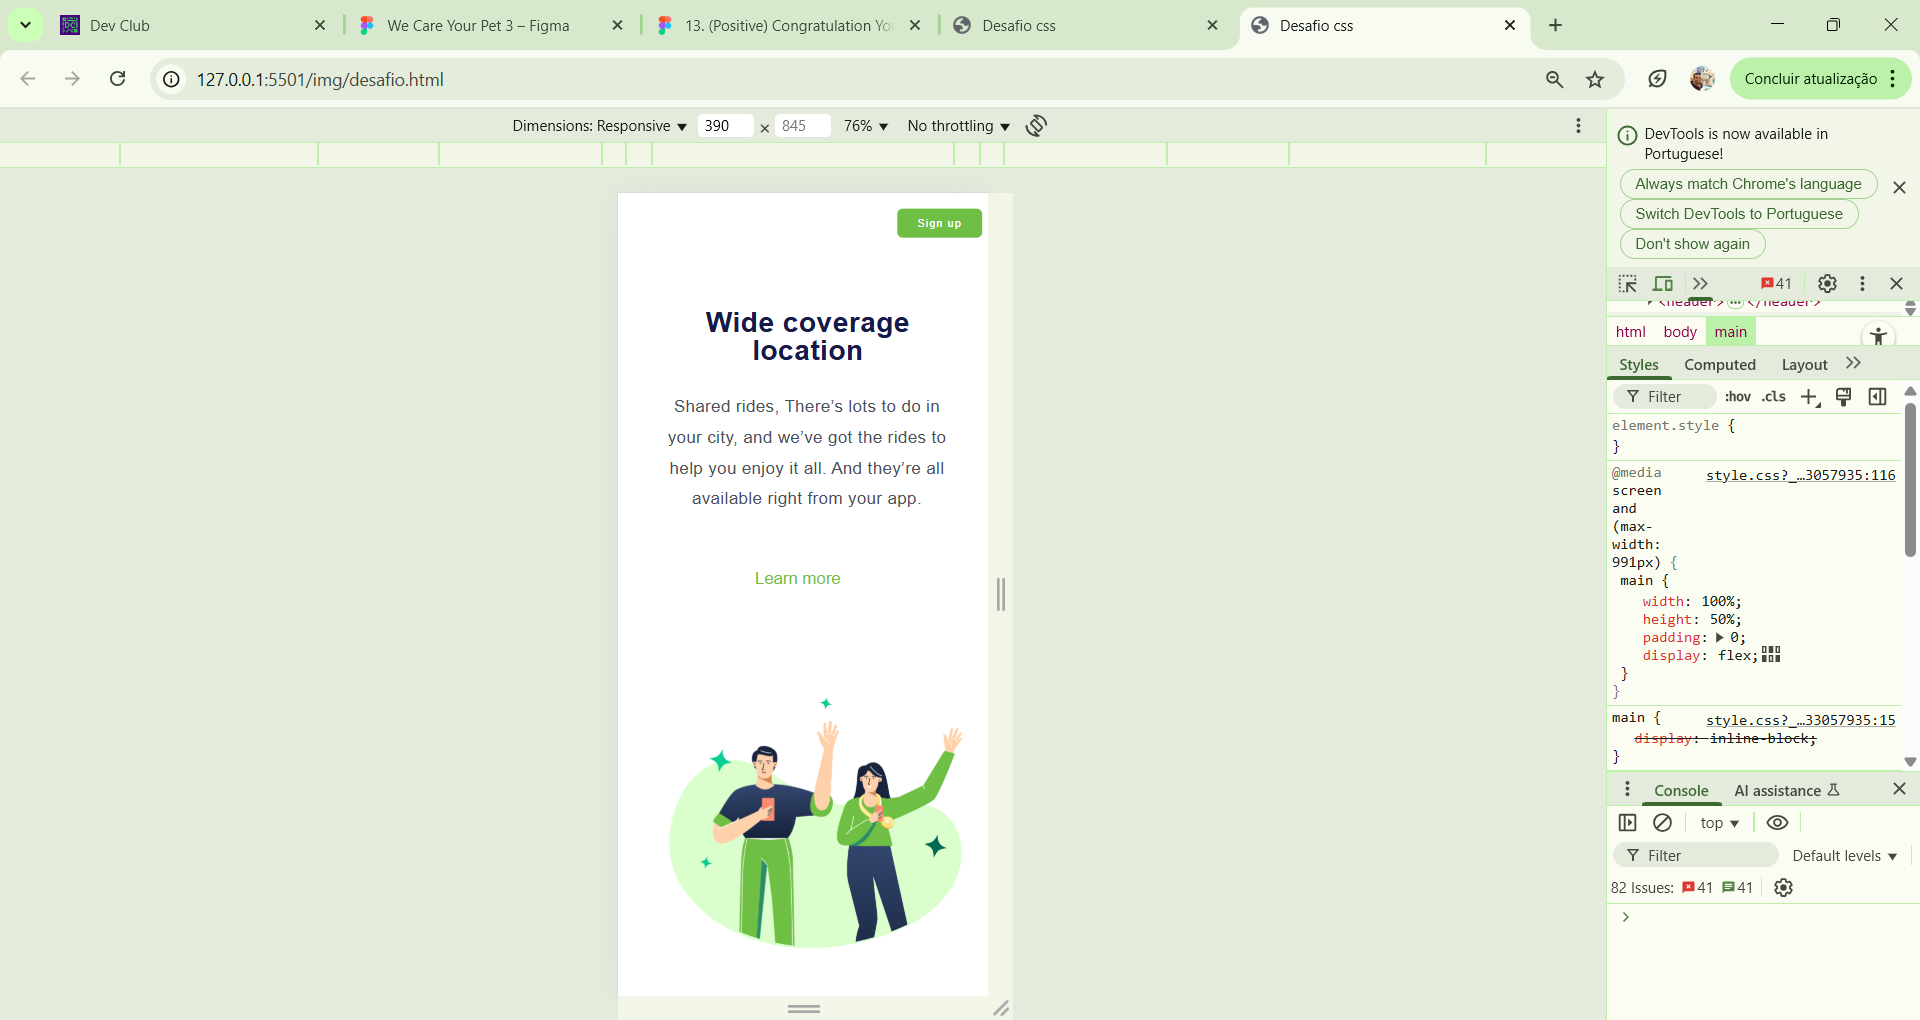 Dev Club
We Care Your Pet 3 – Figma
13. (Positive) Congratulation Yo
Desafio css
Desafio css
127.0.0.1:5501/img/desafio.html
Concluir atualização
Dimensions: Responsive 390 × 845 76% No throttling
Sign up
Wide coverage
location
Shared rides, There’s lots to do in
your city, and we’ve got the rides to
help you enjoy it all. And they’re all
available right from your app.
Learn more
DevTools is now available in
Portuguese!
Always match Chrome's language
Switch DevTools to Portuguese
Don't show again
41
<header> … </header>
html body main
Styles Computed Layout
Filter :hov .cls
element.style {
}
@media style.css?_…3057935:116
screen
and
(max-
width:
991px) {
main {
width: 100%;
height: 50%;
padding: 0;
display: flex;
}
}
main { style.css?_…33057935:15
display: inline-block;
}
Console AI assistance
top
Filter Default levels
82 Issues: 41 41